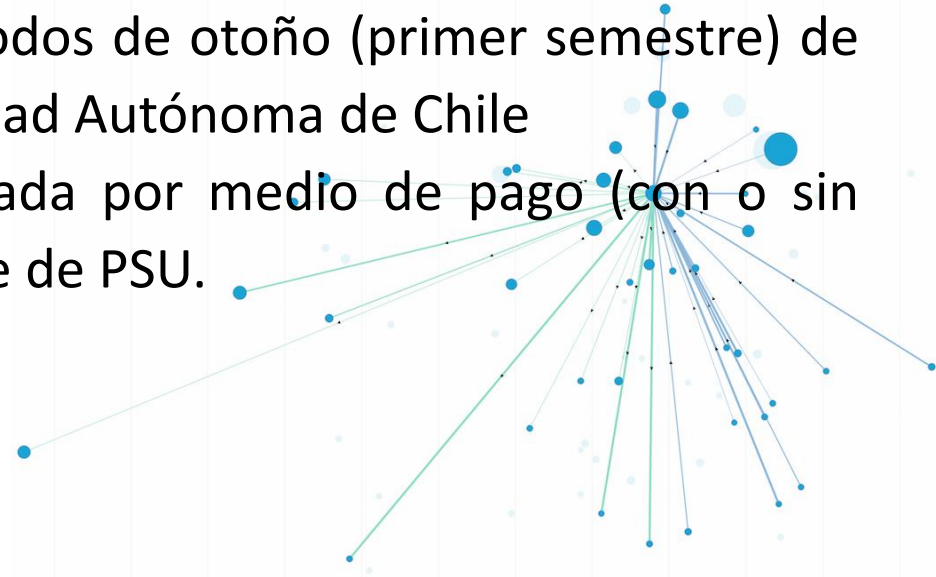 odos de otoño (primer semestre) de
ad Autónoma de Chile
ada por medio de pago (con o sin
e de PSU.